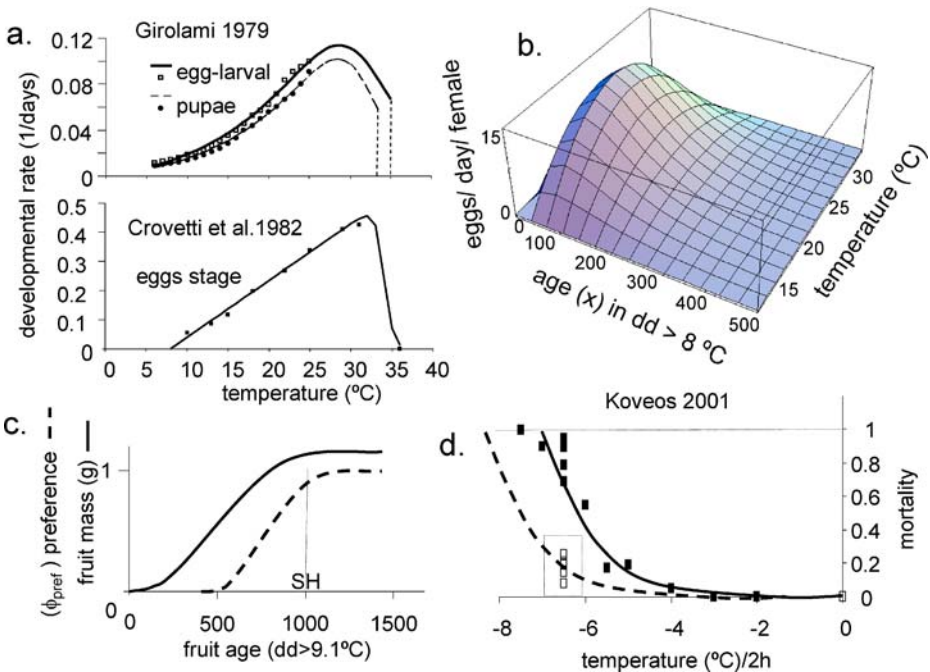 a.
Girolami 1979
0.12
0.08
0.04
0
egg-larval
pupae
developmental rate (1/days)
Crovetti et al.1982
eggs stage
0.5
0.4
0.3
0.2
0.1
0
0 5 10 15 20 25 30 35 40
temperature (ºC)
b.
eggs/ day/ female
15
0
0 100 200 300 400 500
age (x) in dd > 8 ºC
15 20 25 30
temperature (ºC)
c.
(ϕpref) preference
fruit mass (g)
1
SH
0 500 1000 1500
fruit age (dd>9.1ºC)
d.
Koveos 2001
1
0.8
0.6
0.4
0.2
0
mortality
-8 -6 -4 -2 0
temperature (ºC)/2h